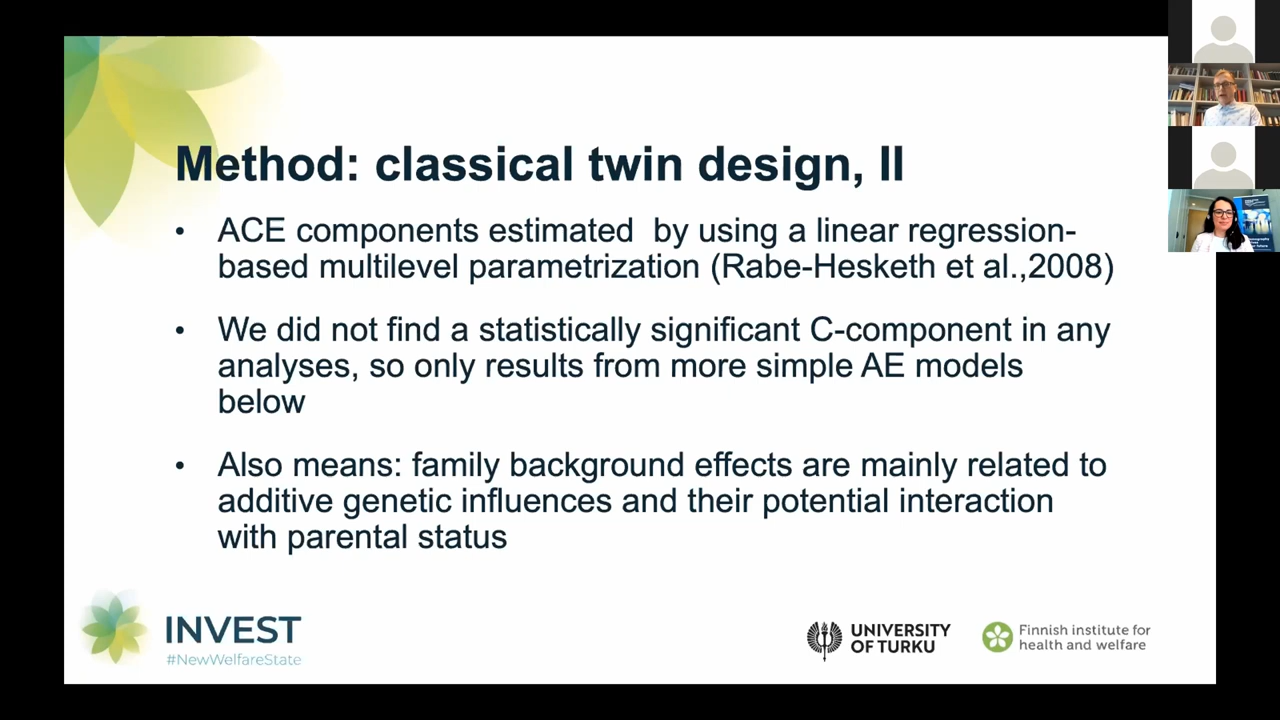 Method: classical twin design, II
• ACE components estimated by using a linear regression-
based multilevel parametrization (Rabe-Hesketh et al.,2008)
• We did not find a statistically significant C-component in any
analyses, so only results from more simple AE models
below
• Also means: family background effects are mainly related to
additive genetic influences and their potential interaction
with parental status
INVEST
#NewWelfareState
UNIVERSITY
OF TURKU
Finnish institute for
health and welfare